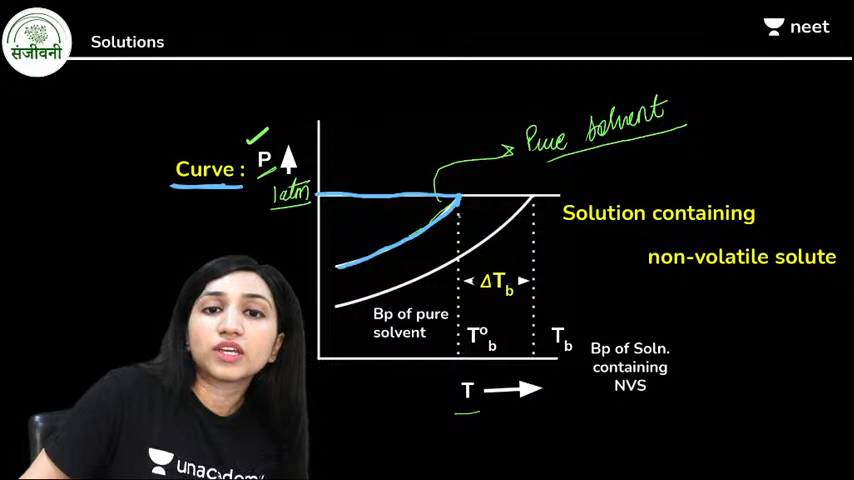 संजीवनी
Solutions
neet
Pure solvent
P
Curve :
1atm
Solution containing
non-volatile solute
ΔTb
Bp of pure
solvent
T°b
Tb
Bp of Soln.
containing
NVS
T
unacadem